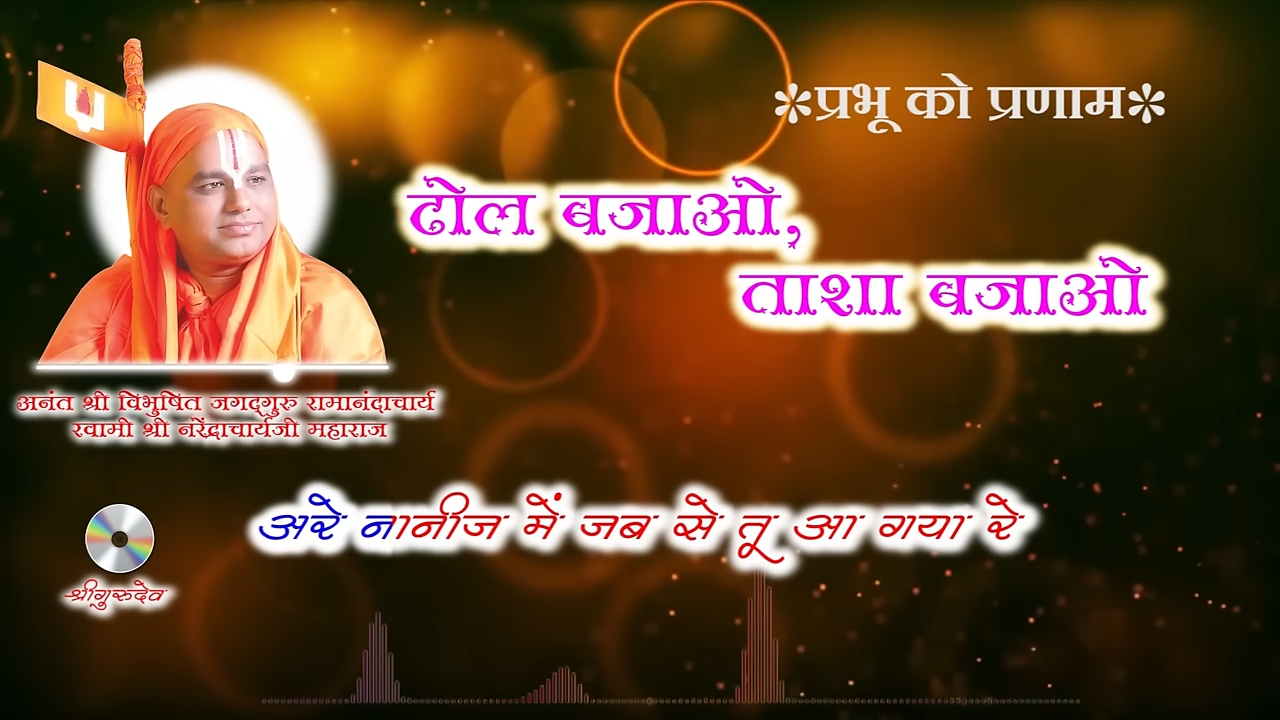 *प्रभू को प्रणाम*
ढोल बजाओ,
ताशा बजाओ
अनंत श्री विभुषित जगद्गुरु रामानंदाचार्य
स्वामी श्री नरेंद्राचार्यजी महाराज
अरे नानीज में जब से तू आ गया रे
श्रीगुरुदेव